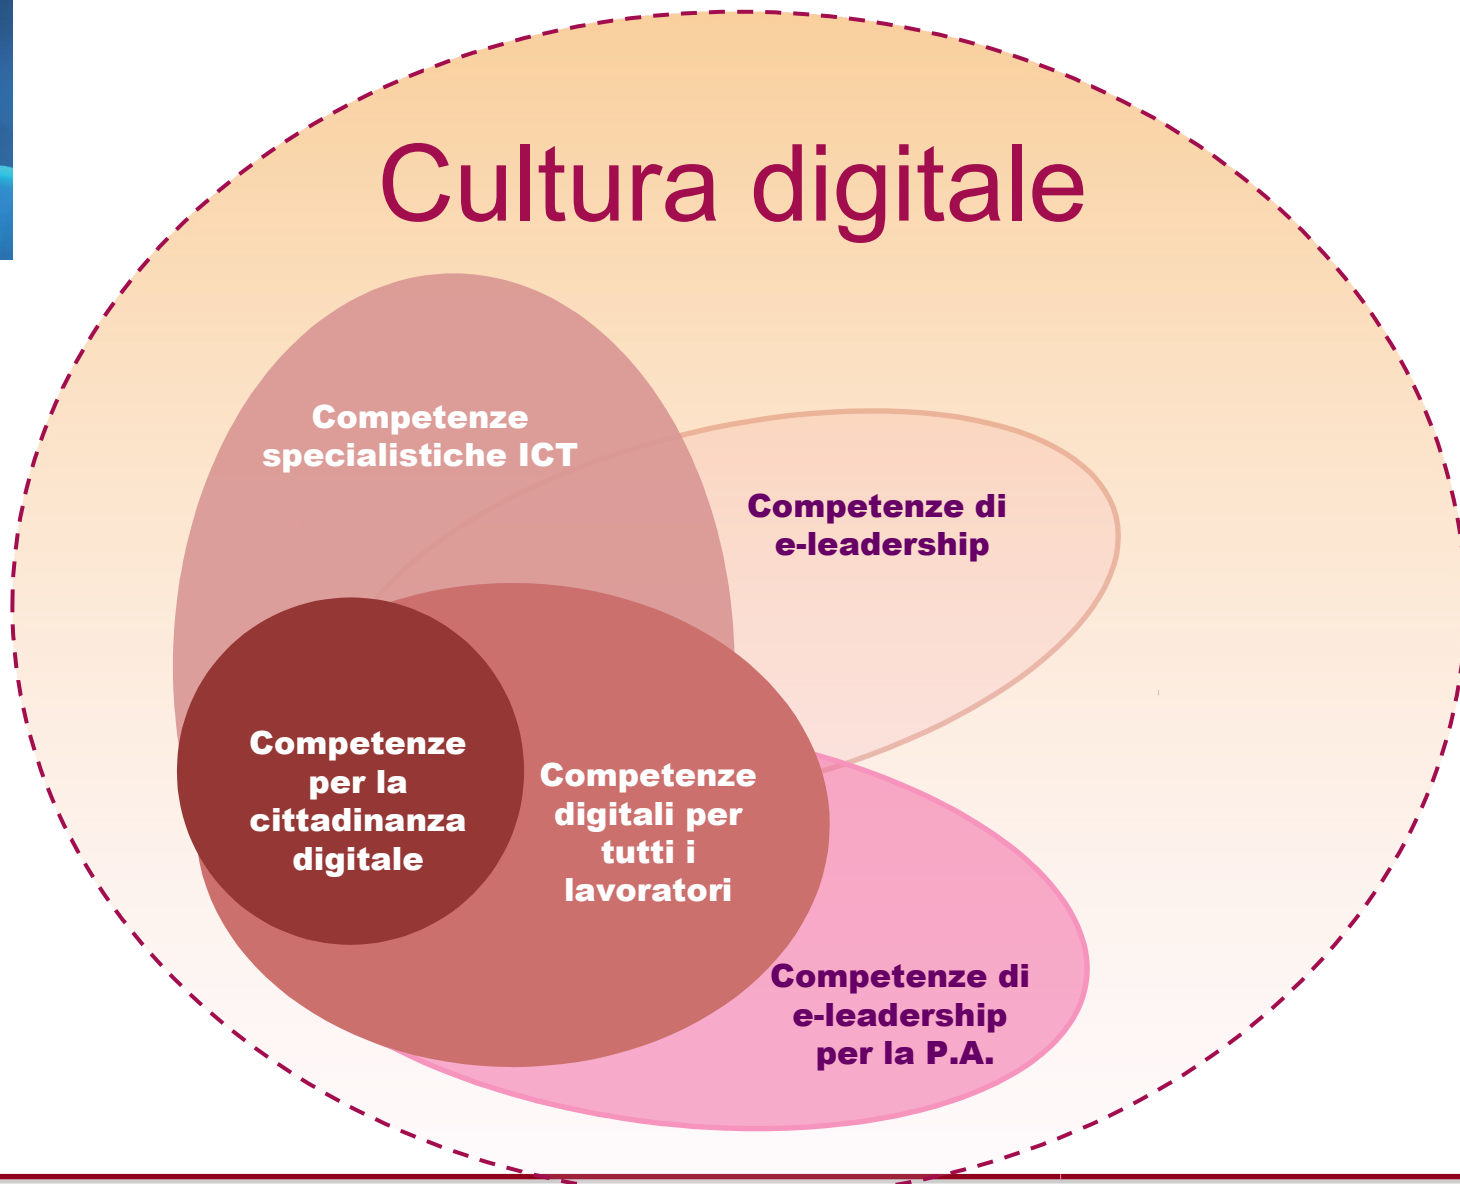 Cultura digitale
Competenze
specialistiche ICT
Competenze di
e-leadership
Competenze
per la
cittadinanza
digitale
Competenze
digitali per
tutti i
lavoratori
Competenze di
e-leadership
per la P.A.